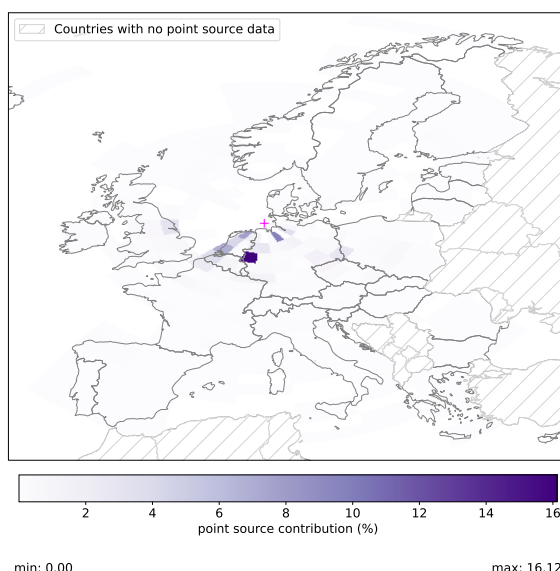 Countries with no point source data
2 4 6 8 10 12 14 16
point source contribution (%)
min: 0.00 max: 16.12